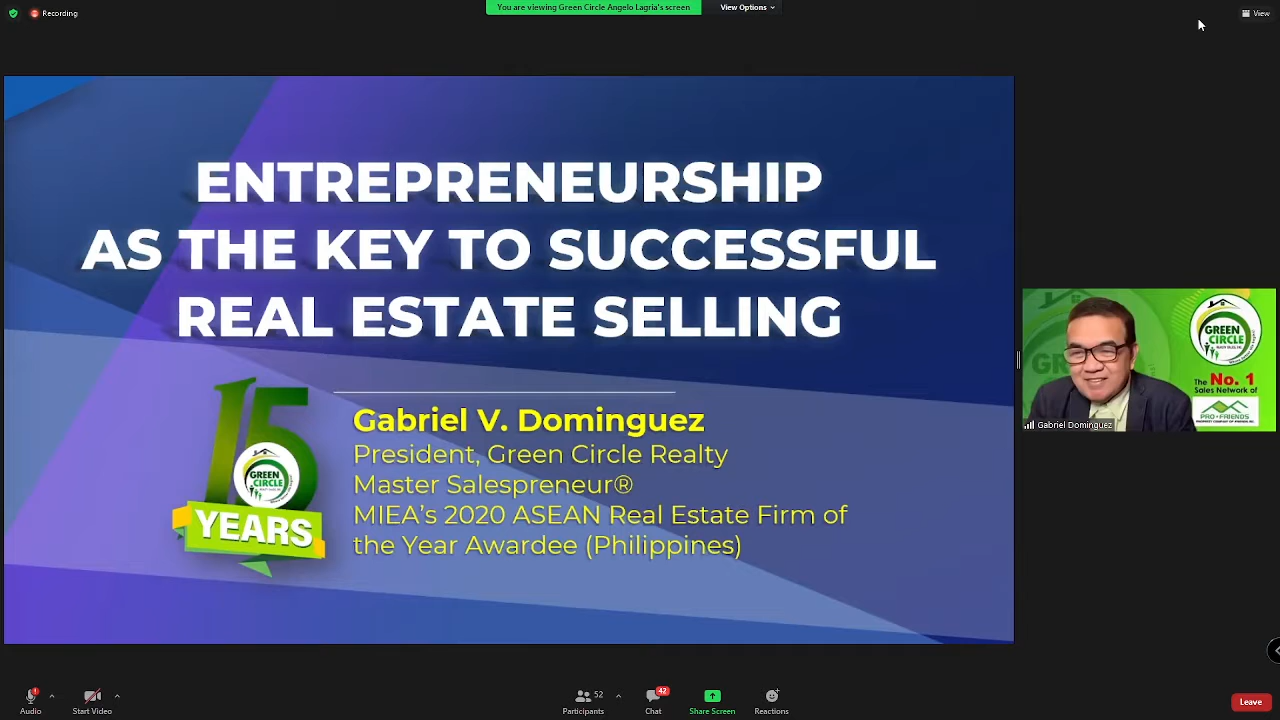 Recording
You are viewing Green Circle Angelo Lagria's screen
View Options
View
ENTREPRENEURSHIP
AS THE KEY TO SUCCESSFUL
REAL ESTATE SELLING
15
GREEN
CIRCLE
YEARS
Gabriel V. Dominguez
President, Green Circle Realty
Master Salespreneur®
MIEA's 2020 ASEAN Real Estate Firm of
the Year Awardee (Philippines)
GREEN
CIRCLE
The No. 1
Sales Network of
PRO•FRIENDS
Gabriel Dominguez
Audio
Start Video
52
Participants
42
Chat
Share Screen
Reactions
Leave